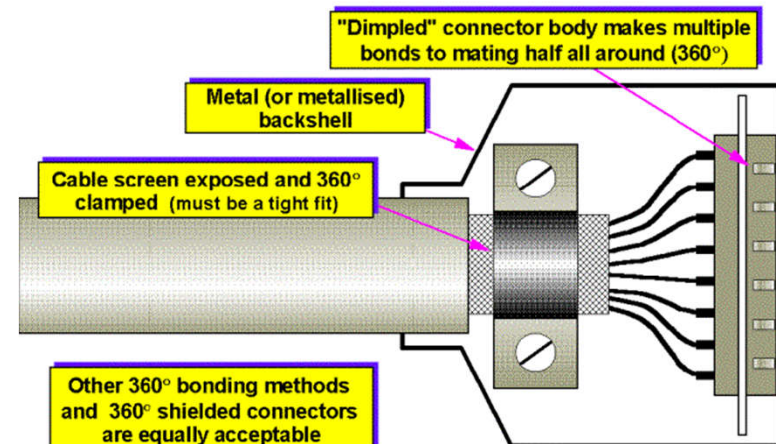 "Dimpled" connector body makes multiple
bonds to mating half all around (360°)
Metal (or metallised)
backshell
Cable screen exposed and 360°
clamped (must be a tight fit)
Other 360° bonding methods
and 360° shielded connectors
are equally acceptable